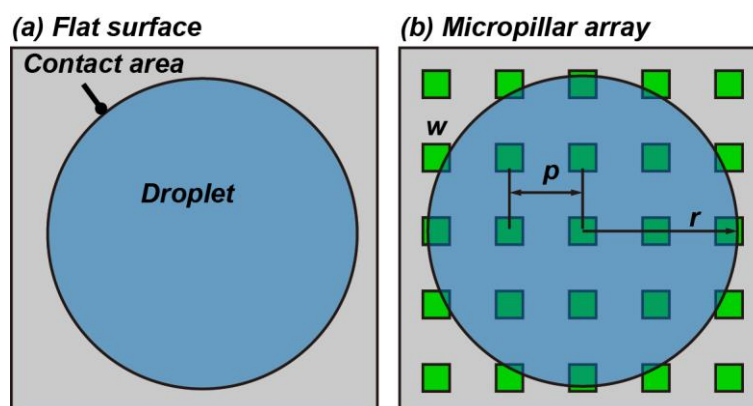 (a) Flat surface
Contact area
Droplet
(b) Micropillar array
w
p
r